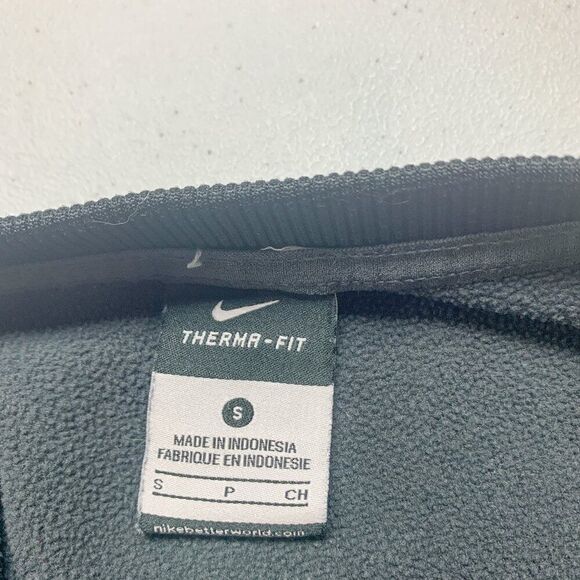 THERMA-FIT
S
MADE IN INDONESIA
FABRIQUE EN INDONESIE
S P CH
nikebetterworld.com